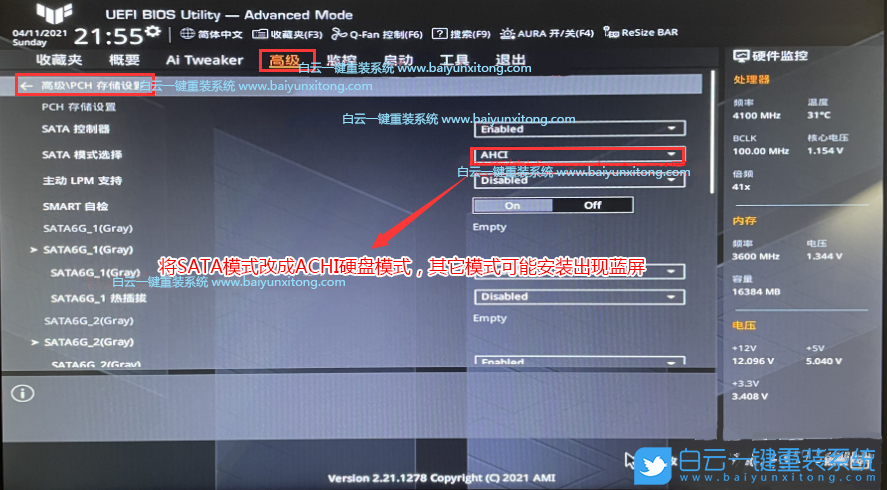 UEFI BIOS Utility — Advanced Mode
04/11/2021
Sunday
21:55
简体中文
收藏夹(F3)
Q-Fan 控制(F6)
搜索(F9)
AURA 开/关(F4)
ReSize BAR
收藏夹
概要
Ai Tweaker
高级
监控
启动
工具
退出
硬件监控
白云一键重装系统 www.baiyunxitong.com
高级\PCH 存储设置
白云一键重装系统 www.baiyunxitong.com
PCH 存储设置
白云一键重装系统 www.baiyunxitong.com
SATA 控制器
Enabled
SATA 模式选择
AHCI
白云一键重装系统 www.baiyunxitong.com
主动 LPM 支持
Disabled
SMART 自检
On
Off
SATA6G_1(Gray)
Empty
SATA6G_1(Gray)
将SATA模式改成ACHI硬盘模式，其它模式可能安装出现蓝屏
SATA6G_1(Gray)
白云一键重装系统 www.baiyunxitong.com
SATA6G_1 热插拔
Disabled
SATA6G_2(Gray)
Empty
SATA6G_2(Gray)
SATA6G_2(Gray)
Enabled
处理器
频率
温度
4100 MHz
31°C
BCLK
核心电压
100.00 MHz
1.154 V
倍频
41x
内存
频率
电压
3600 MHz
1.344 V
容量
16384 MB
电压
+12V
+5V
12.096 V
5.040 V
+3.3V
3.408 V
Version 2.21.1278 Copyright (C) 2021 AMI
白云一键重装系统
www.baiyunxitong.com